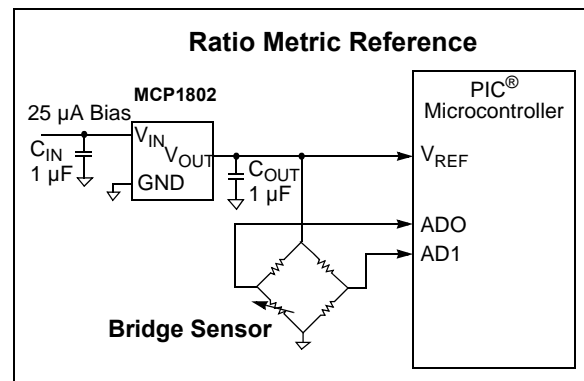 Ratio Metric Reference
PIC®
Microcontroller
MCP1802
25 µA Bias
VIN
VOUT
CIN
1 µF
GND
COUT
1 µF
VREF
ADO
AD1
Bridge Sensor